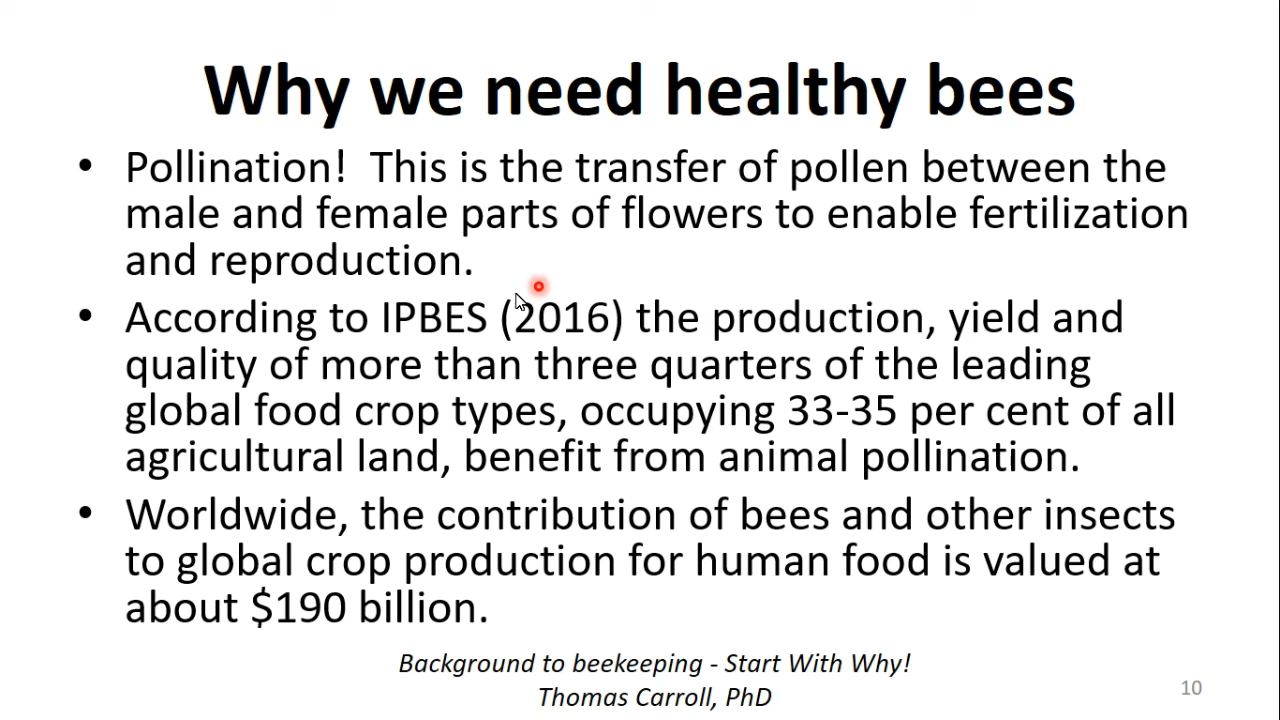 Why we need healthy bees
• Pollination!  This is the transfer of pollen between the
male and female parts of flowers to enable fertilization
and reproduction.
• According to IPBES (2016) the production, yield and
quality of more than three quarters of the leading
global food crop types, occupying 33-35 per cent of all
agricultural land, benefit from animal pollination.
• Worldwide, the contribution of bees and other insects
to global crop production for human food is valued at
about $190 billion.
Background to beekeeping - Start With Why!
Thomas Carroll, PhD
10